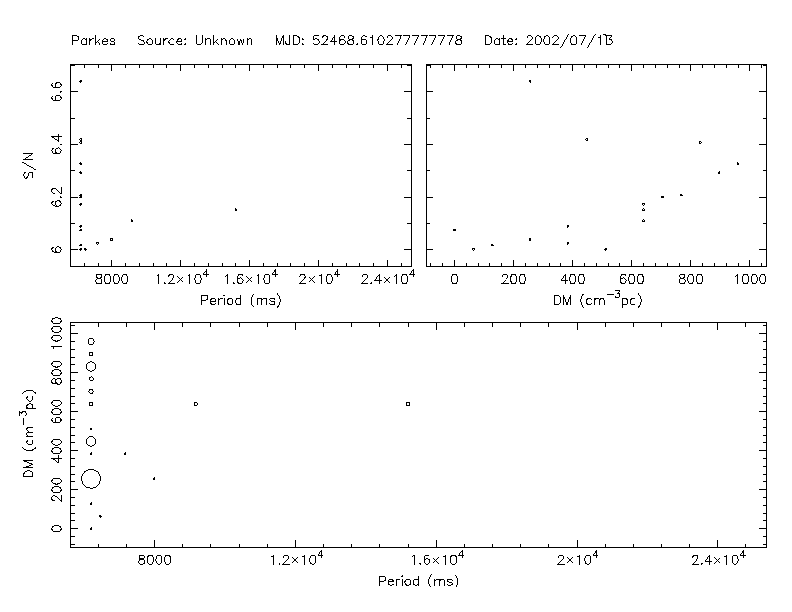 Parkes Source: Unknown MJD: 52468.610277777778 Date: 2002/07/13
S/N
6.6
6.4
6.2
6
8000 1.2×10⁴ 1.6×10⁴ 2×10⁴ 2.4×10⁴
Period (ms)
0 200 400 600 800 1000
DM (cm⁻³pc)
DM (cm⁻³pc)
1000
800
600
400
200
0
8000 1.2×10⁴ 1.6×10⁴ 2×10⁴ 2.4×10⁴
Period (ms)